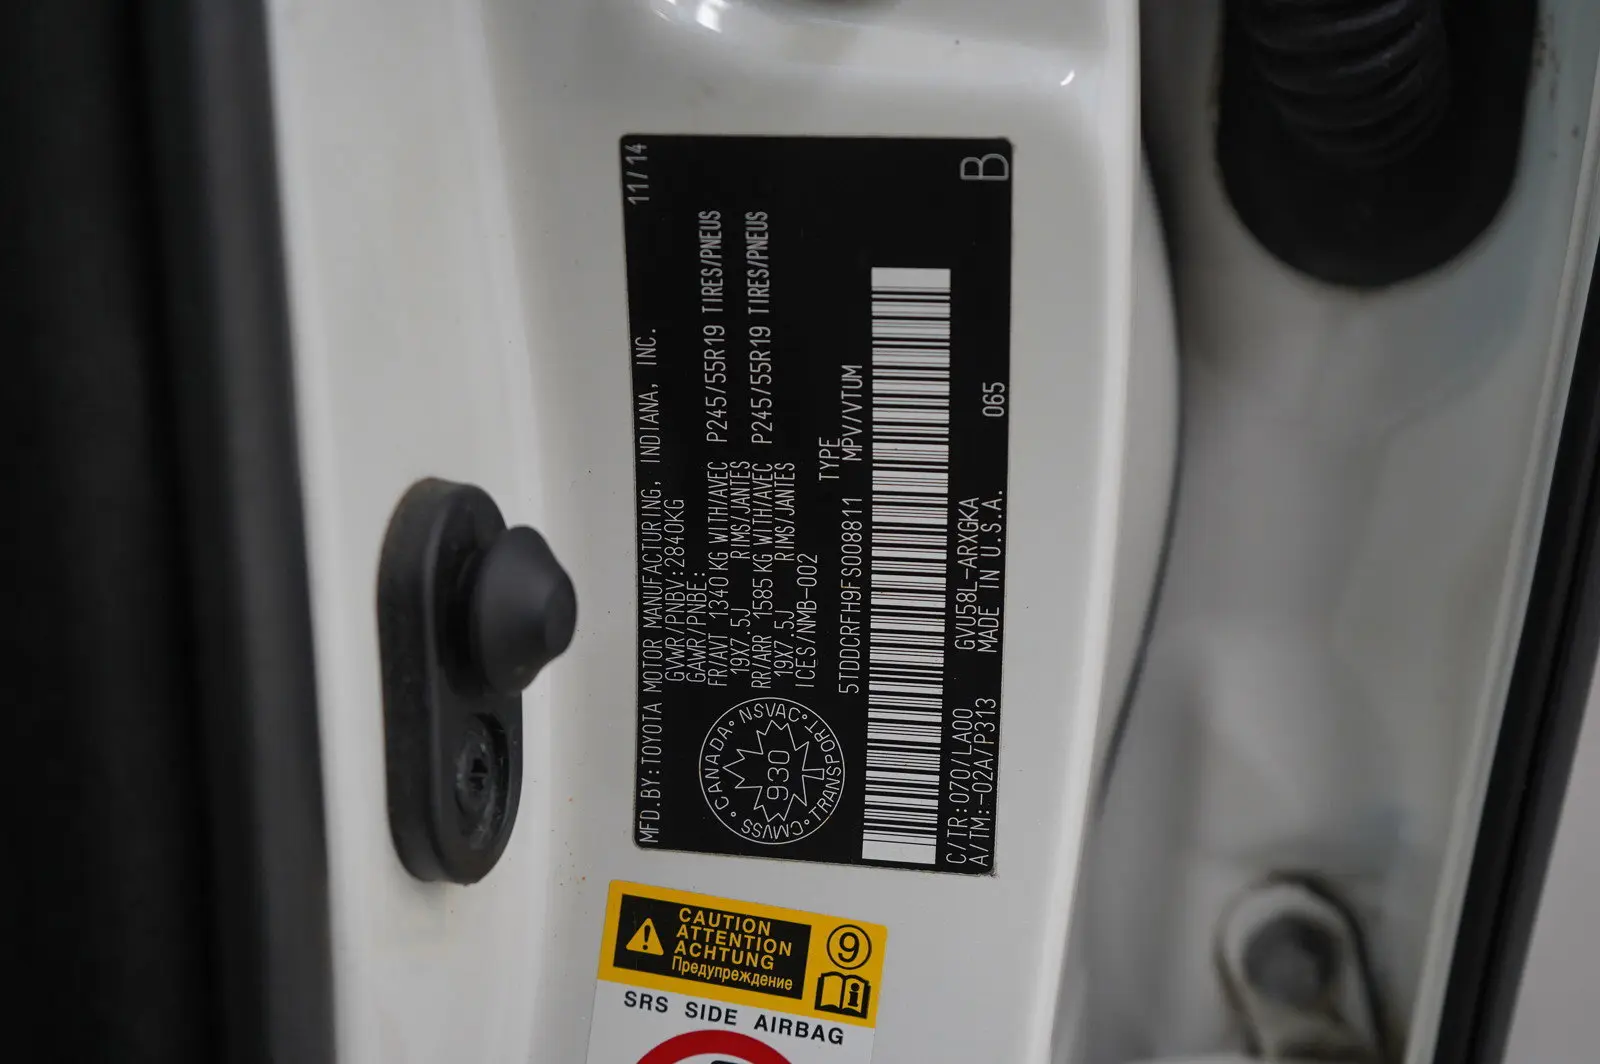 MFD.BY:TOYOTA MOTOR MANUFACTURING, INDIANA, INC. 11/14
GVWR/PNBV:2840KG
GAWR/PNBE:
FR/AVT 1340 KG WITH/AVEC P245/55R19 TIRES/PNEUS
19X7.5J RIMS/JANTES
RR/ARR 1585 KG WITH/AVEC P245/55R19 TIRES/PNEUS
19X7.5J RIMS/JANTES
ICES/NMB-002
CANADA • NSVAC • TRANSPORT • CMVSS •
930
TYPE
5TDDCRFH9FS008811 MPV/VTUM
C/TR:070/LA00 GVU58L-ARXGKA 065
A/TM:-02A/P313 MADE IN U.S.A.
B
CAUTION
ATTENTION
ACHTUNG
Предупреждение
9
i
SRS SIDE AIRBAG